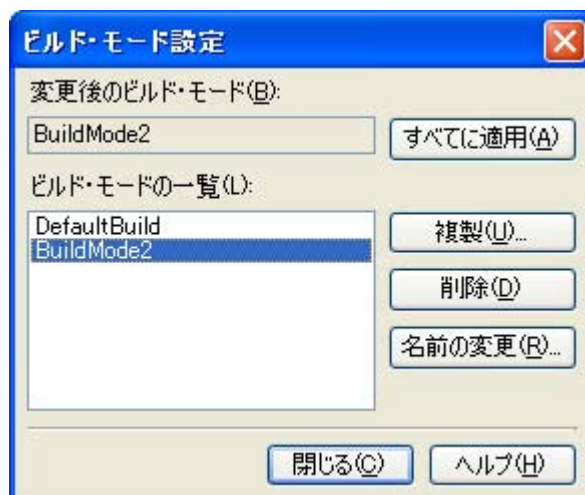 ビルド・モード設定
変更後のビルド・モード(B):
BuildMode2
すべてに適用(A)
ビルド・モードの一覧(L):
DefaultBuild
BuildMode2
複製(U)...
削除(D)
名前の変更(R)...
閉じる(C)
ヘルプ(H)